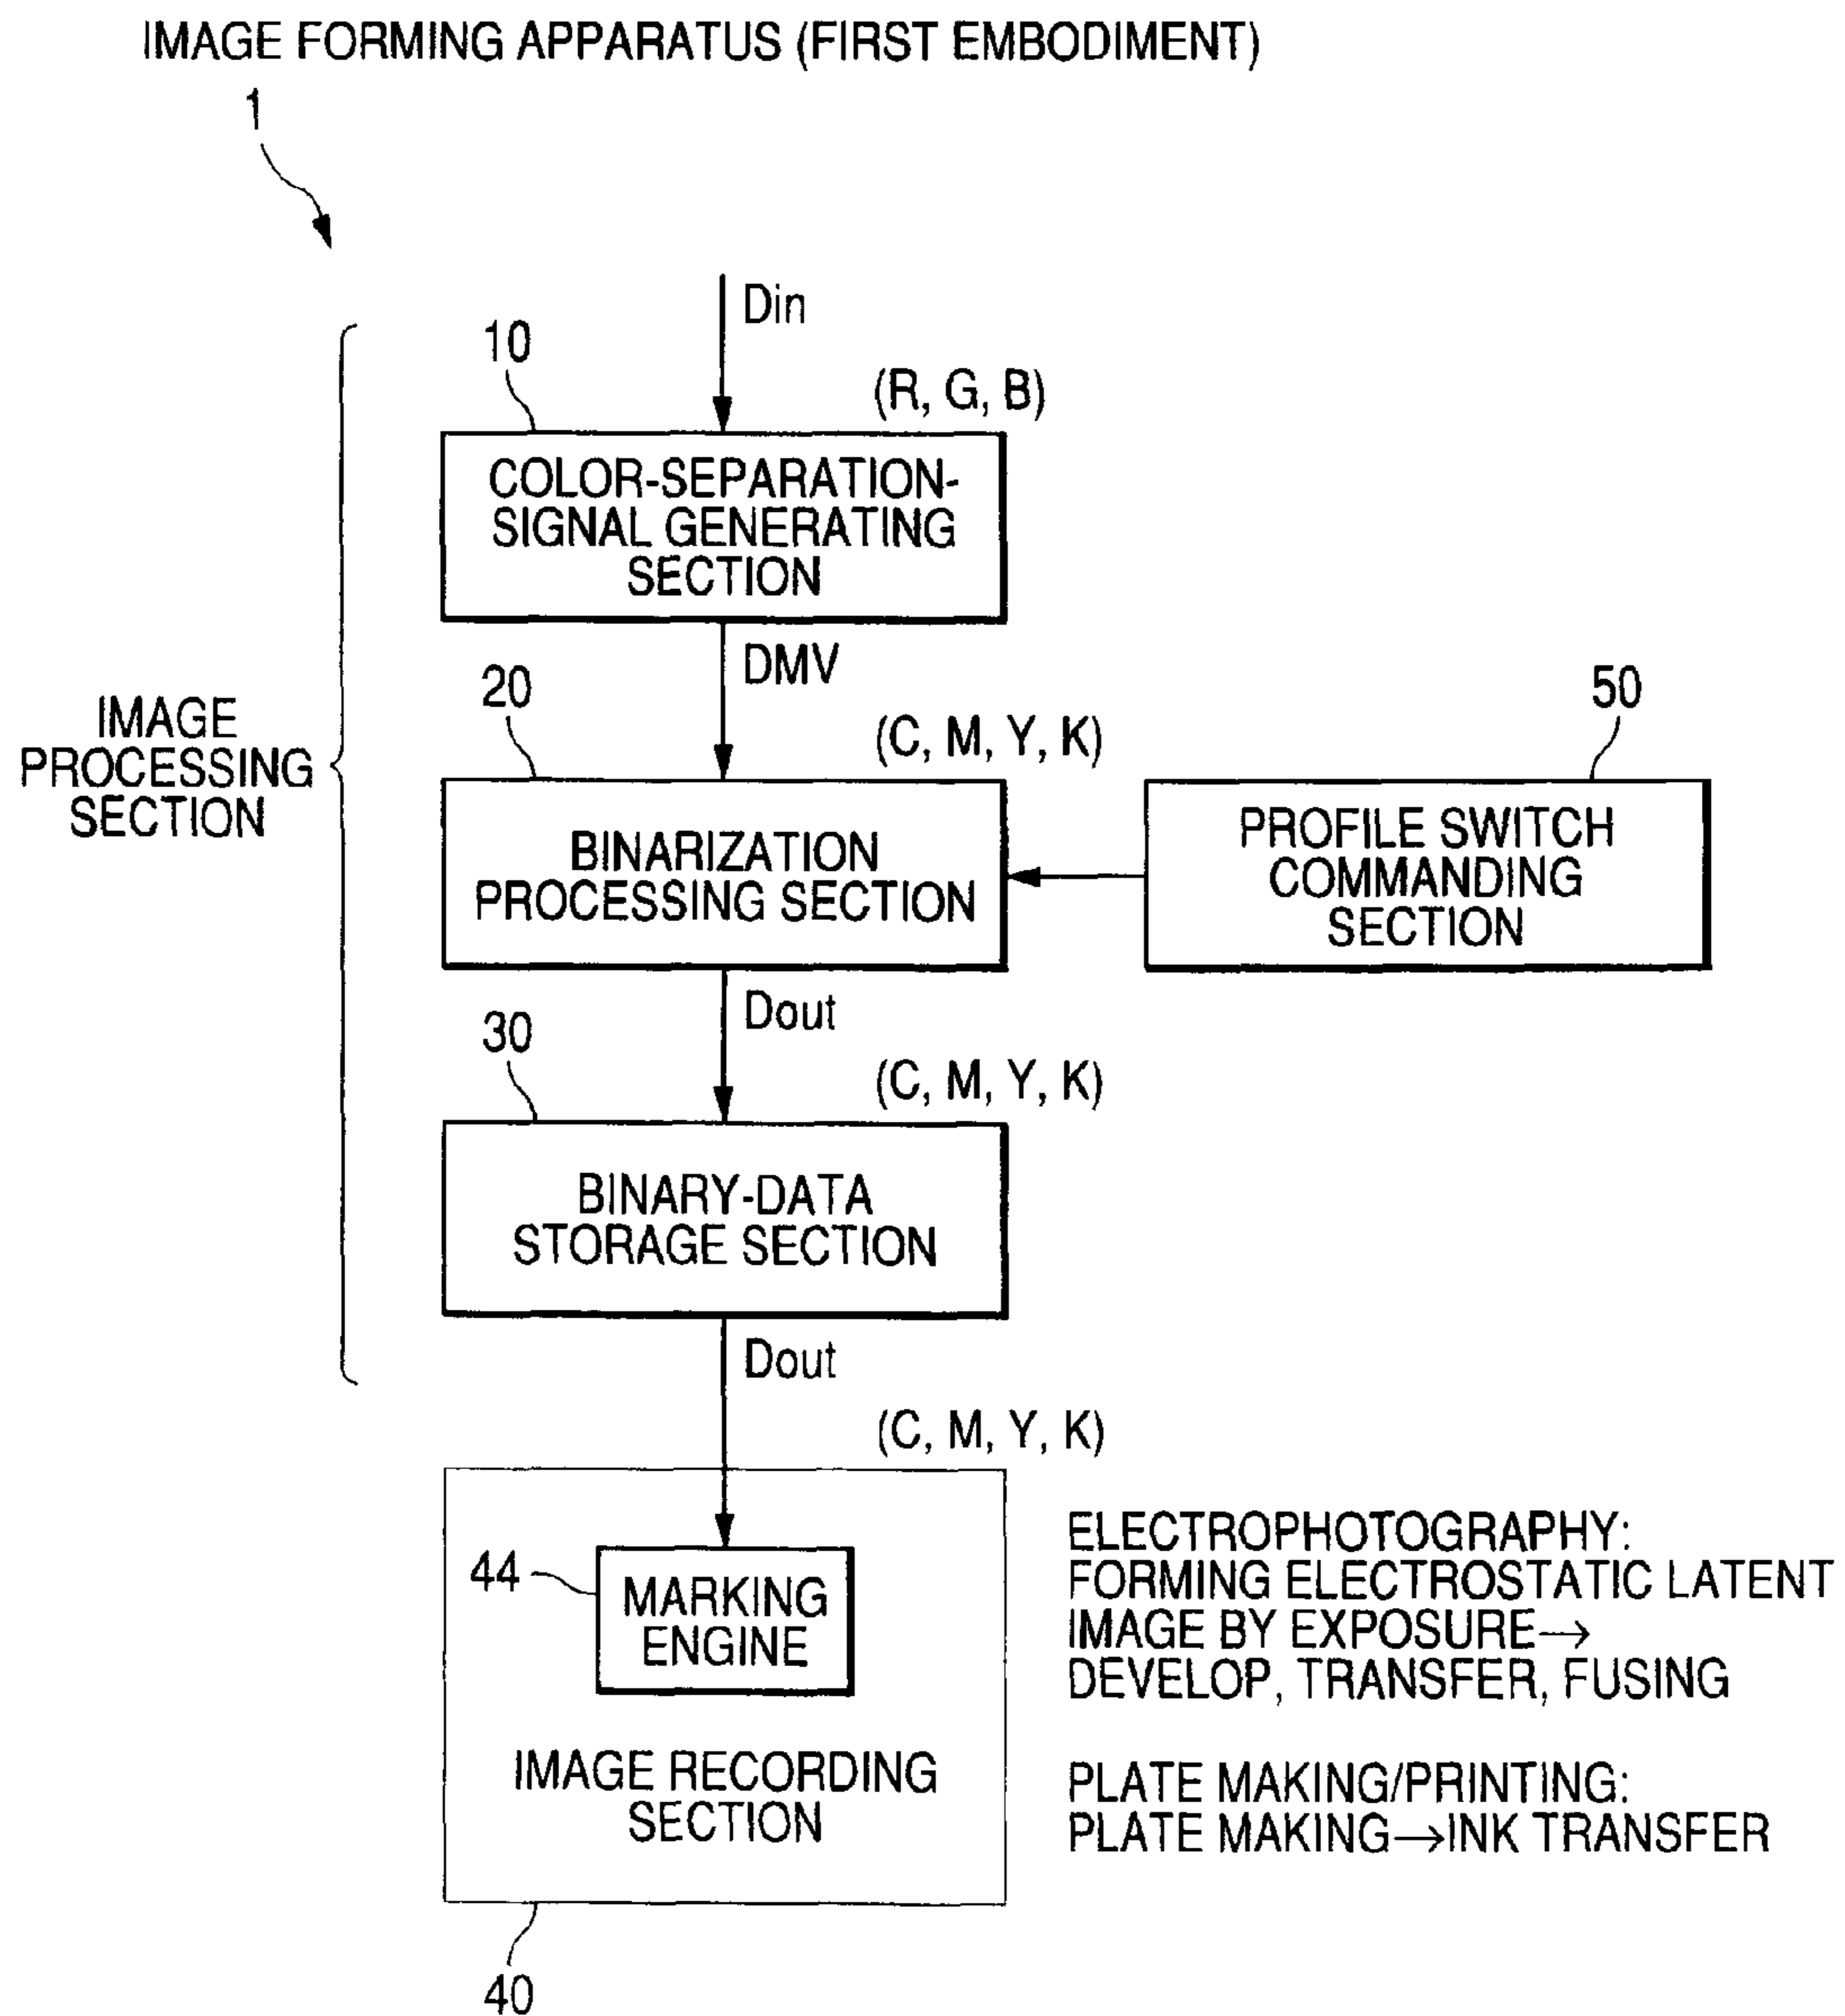 IMAGE FORMING APPARATUS (FIRST EMBODIMENT)
1
Din
10
(R, G, B)
COLOR-SEPARATION-
SIGNAL GENERATING
SECTION
DMV
20
(C, M, Y, K)
50
IMAGE
PROCESSING
SECTION
BINARIZATION
PROCESSING SECTION
PROFILE SWITCH
COMMANDING
SECTION
Dout
30
(C, M, Y, K)
BINARY-DATA
STORAGE SECTION
Dout
(C, M, Y, K)
44
MARKING
ENGINE
IMAGE RECORDING
SECTION
40
ELECTROPHOTOGRAPHY:
FORMING ELECTROSTATIC LATENT
IMAGE BY EXPOSURE→
DEVELOP, TRANSFER, FUSING
PLATE MAKING/PRINTING:
PLATE MAKING→INK TRANSFER